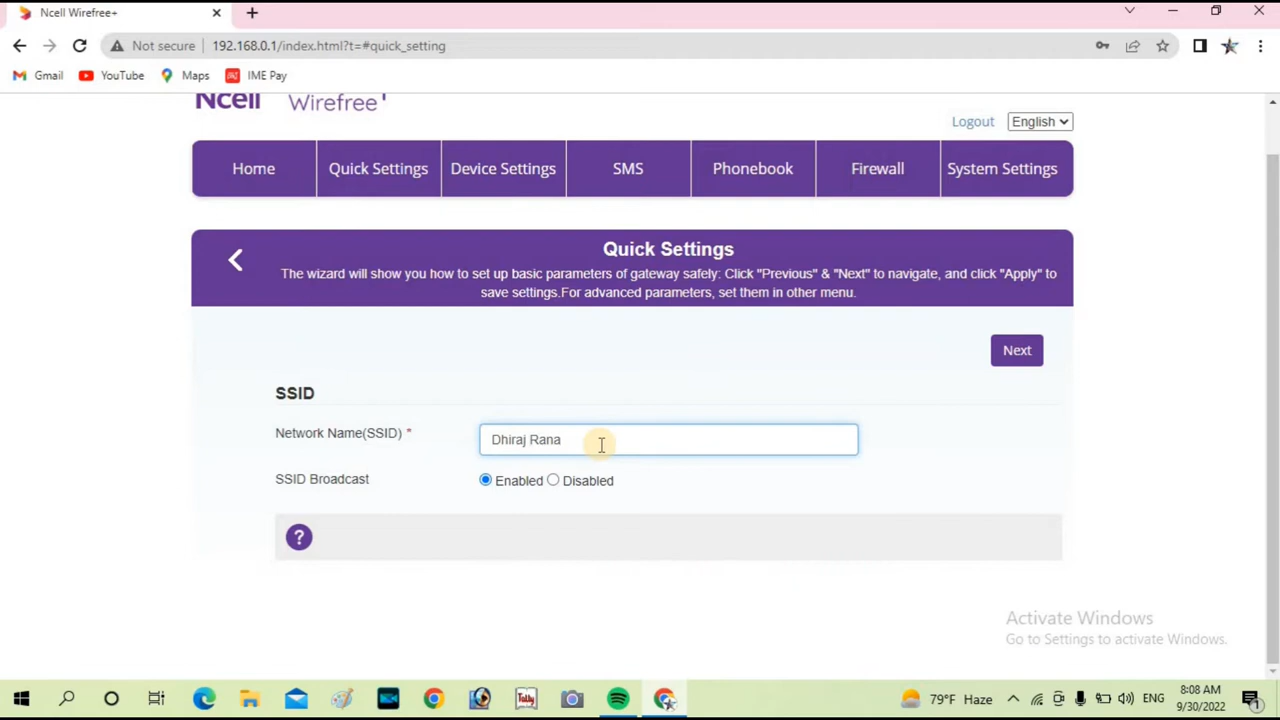 Ncell Wirefree+
Not secure
192.168.0.1/index.html?t=#quick_setting
Gmail
YouTube
Maps
IME Pay
Ncell Wirefree+
Logout
English
Home
Quick Settings
Device Settings
SMS
Phonebook
Firewall
System Settings
Quick Settings
The wizard will show you how to set up basic parameters of gateway safely: Click "Previous" & "Next" to navigate, and click "Apply" to
save settings.For advanced parameters, set them in other menu.
Next
SSID
Network Name(SSID) *
Dhiraj Rana
SSID Broadcast
Enabled
Disabled
?
Activate Windows
Go to Settings to activate Windows.
Tally
79°F Haze
ENG
8:08 AM
9/30/2022
1